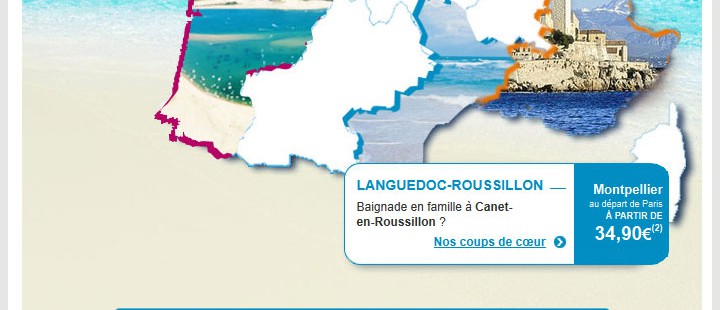 LANGUEDOC-ROUSSILLON
Baignade en famille à Canet-
en-Roussillon ?
Nos coups de cœur
Montpellier
au départ de Paris
À PARTIR DE
34,90€(2)